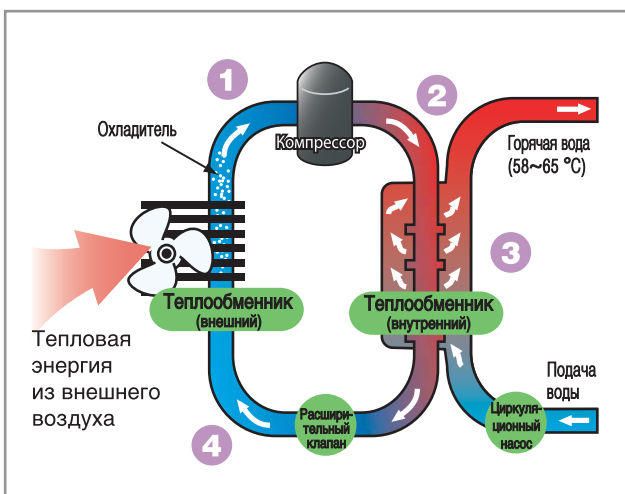 1
2
Охладитель
Компрессор
Горячая вода
(58~65 °C)
3
Теплообменник
(внешний)
Теплообменник
(внутренний)
Тепловая
энергия
из внешнего
воздуха
Подача
воды
Расшири-
тельный
клапан
Циркуля-
ционный
насос
4